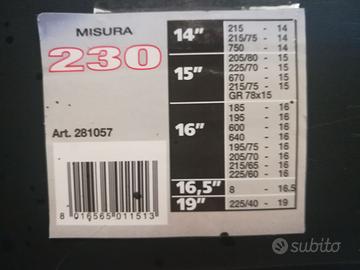 MISURA
230
Art. 281057
8 016565 011513
14”
215 - 14
215/75 - 14
750 - 14
15”
205/80 - 15
225/70 - 15
670 - 15
215/75 - 15
GR 78x15
16”
185 - 16
195 - 16
600 - 16
640 - 16
195/75 - 16
205/70 - 16
215/65 - 16
225/60 - 16
16,5”
8 - 16.5
19”
225/40 - 19
subito